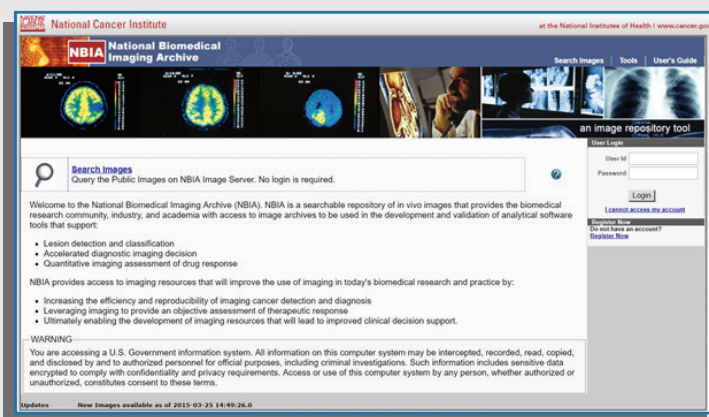 National Cancer Institute
at the National Institutes of Health | www.cancer.gov
NBIA National Biomedical
Imaging Archive
Search Images | Tools | User's Guide
an image repository tool
User Login
Search Images
Query the Public Images on NBIA Image Server. No login is required.
User Id
Password
Login
I cannot access my account
Register Now
Do not have an account?
Register Now
Welcome to the National Biomedical Imaging Archive (NBIA). NBIA is a searchable repository of in vivo images that provides the biomedical
research community, industry, and academia with access to image archives to be used in the development and validation of analytical software
tools that support:
• Lesion detection and classification
• Accelerated diagnostic imaging decision
• Quantitative imaging assessment of drug response
NBIA provides access to imaging resources that will improve the use of imaging in today's biomedical research and practice by:
• Increasing the efficiency and reproducibility of imaging cancer detection and diagnosis
• Leveraging imaging to provide an objective assessment of therapeutic response
• Ultimately enabling the development of imaging resources that will lead to improved clinical decision support.
WARNING
You are accessing a U.S. Government information system. All information on this computer system may be intercepted, recorded, read, copied,
and disclosed by and to authorized personnel for official purposes, including criminal investigations. Such information includes sensitive data
encrypted to comply with confidentiality and privacy requirements. Access or use of this computer system by any person, whether authorized or
unauthorized, constitutes consent to these terms.
Updates New Images available as of 2015-03-25 14:49:26.0